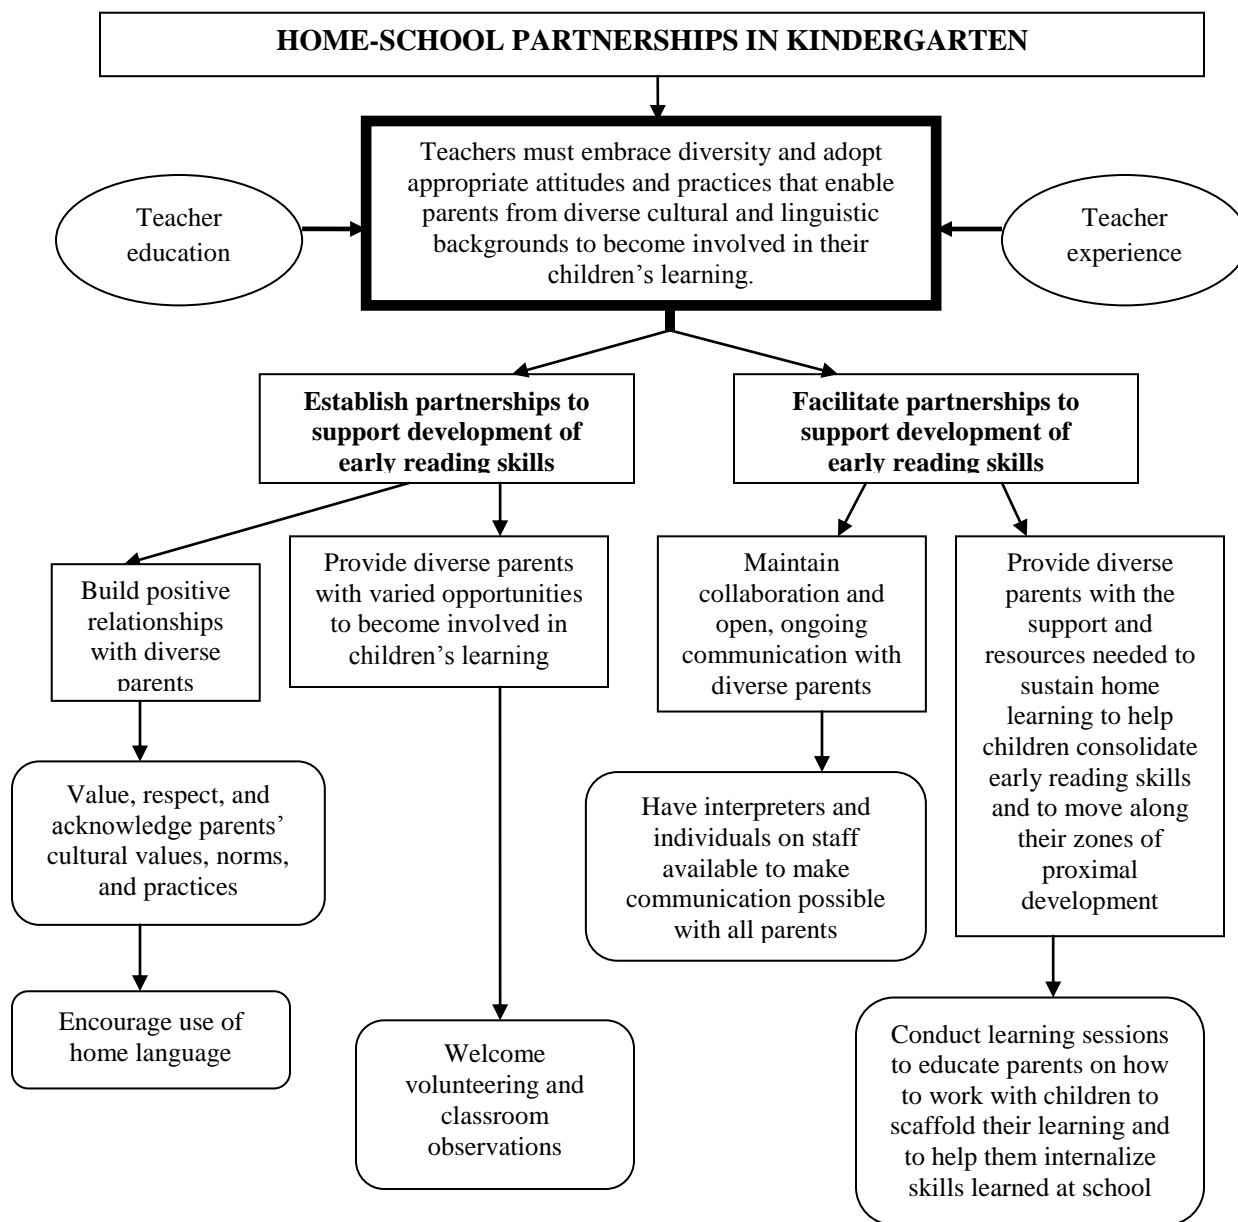 HOME-SCHOOL PARTNERSHIPS IN KINDERGARTEN
Teachers must embrace diversity and adopt
appropriate attitudes and practices that enable
parents from diverse cultural and linguistic
backgrounds to become involved in their
children’s learning.
Teacher
education
Teacher
experience
Establish partnerships to
support development of
early reading skills
Facilitate partnerships to
support development of
early reading skills
Build positive
relationships
with diverse
parents
Provide diverse parents
with varied opportunities
to become involved in
children’s learning
Maintain
collaboration and
open, ongoing
communication with
diverse parents
Provide diverse
parents with the
support and
resources needed to
sustain home
learning to help
children consolidate
early reading skills
and to move along
their zones of
proximal
development
Value, respect, and
acknowledge parents’
cultural values, norms,
and practices
Have interpreters and
individuals on staff
available to make
communication possible
with all parents
Encourage use of
home language
Welcome
volunteering and
classroom
observations
Conduct learning sessions
to educate parents on how
to work with children to
scaffold their learning and
to help them internalize
skills learned at school